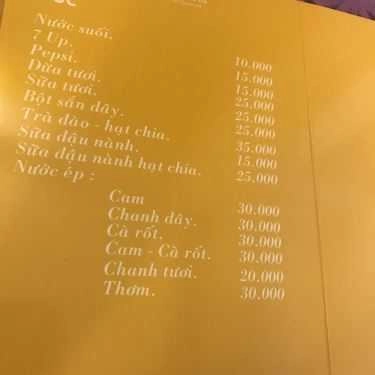 Nước suối. 10.000
7 Up. 15.000
Pepsi. 15.000
Dừa tươi. 25.000
Sữa tươi. 25.000
Bột sắn dây. 25.000
Trà đào - hạt chia. 35.000
Sữa đậu nành. 15.000
Sữa đậu nành hạt chia. 25.000
Nước ép :
Cam 30.000
Chanh dây. 30.000
Cà rốt. 30.000
Cam - Cà rốt. 30.000
Chanh tươi. 20.000
Thơm. 30.000